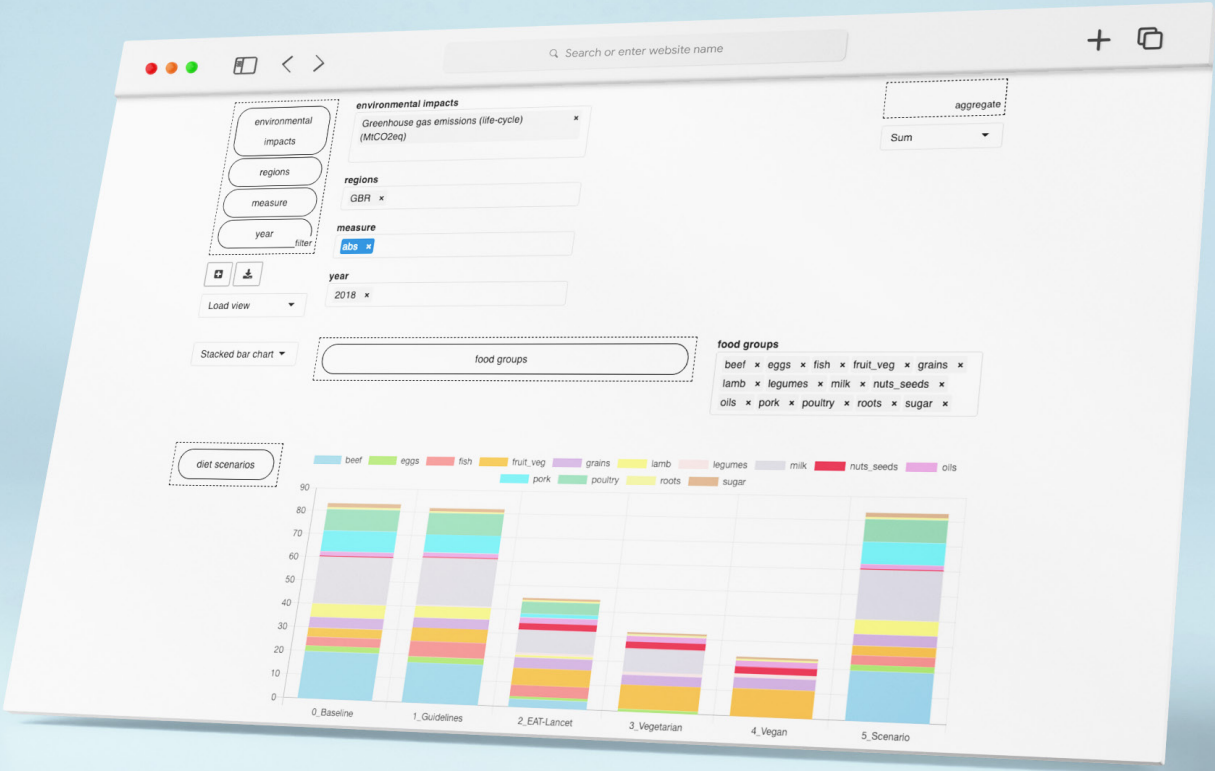 Search or enter website name
environmental
impacts
regions
measure
year
filter
environmental impacts
Greenhouse gas emissions (life-cycle) ×
(MtCO2eq)
regions
GBR ×
measure
abs ×
year
2018 ×
aggregate
Sum
Load view
Stacked bar chart
food groups
food groups
beef × eggs × fish × fruit_veg × grains ×
lamb × legumes × milk × nuts_seeds ×
oils × pork × poultry × roots × sugar ×
diet scenarios
beef eggs fish fruit_veg grains lamb legumes milk nuts_seeds oils
pork poultry roots sugar
90
80
70
60
50
40
30
20
10
0
0_Baseline 1_Guidelines 2_EAT-Lancet 3_Vegetarian 4_Vegan 5_Scenario